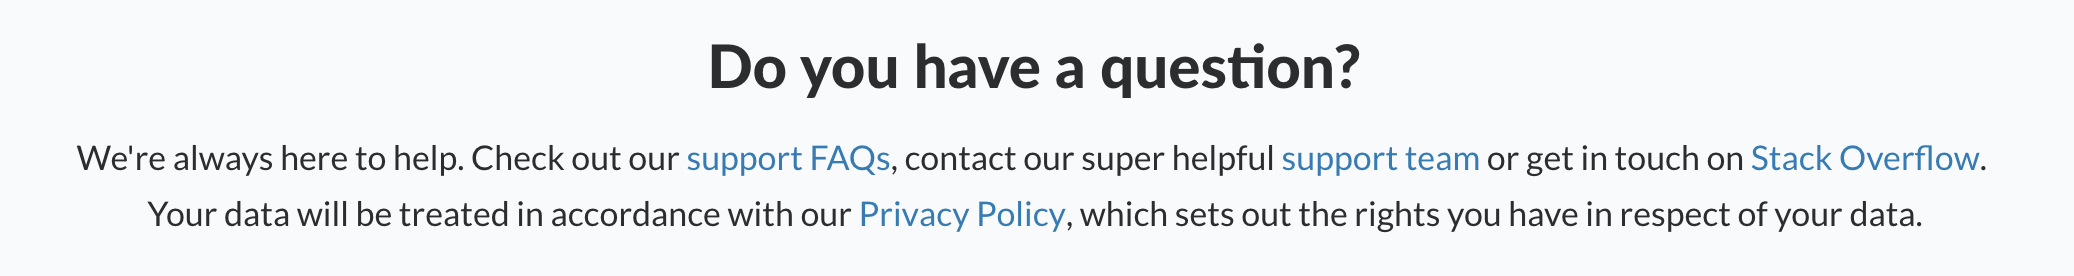 Do you have a question?
We're always here to help. Check out our support FAQs, contact our super helpful support team or get in touch on Stack Overflow.
Your data will be treated in accordance with our Privacy Policy, which sets out the rights you have in respect of your data.